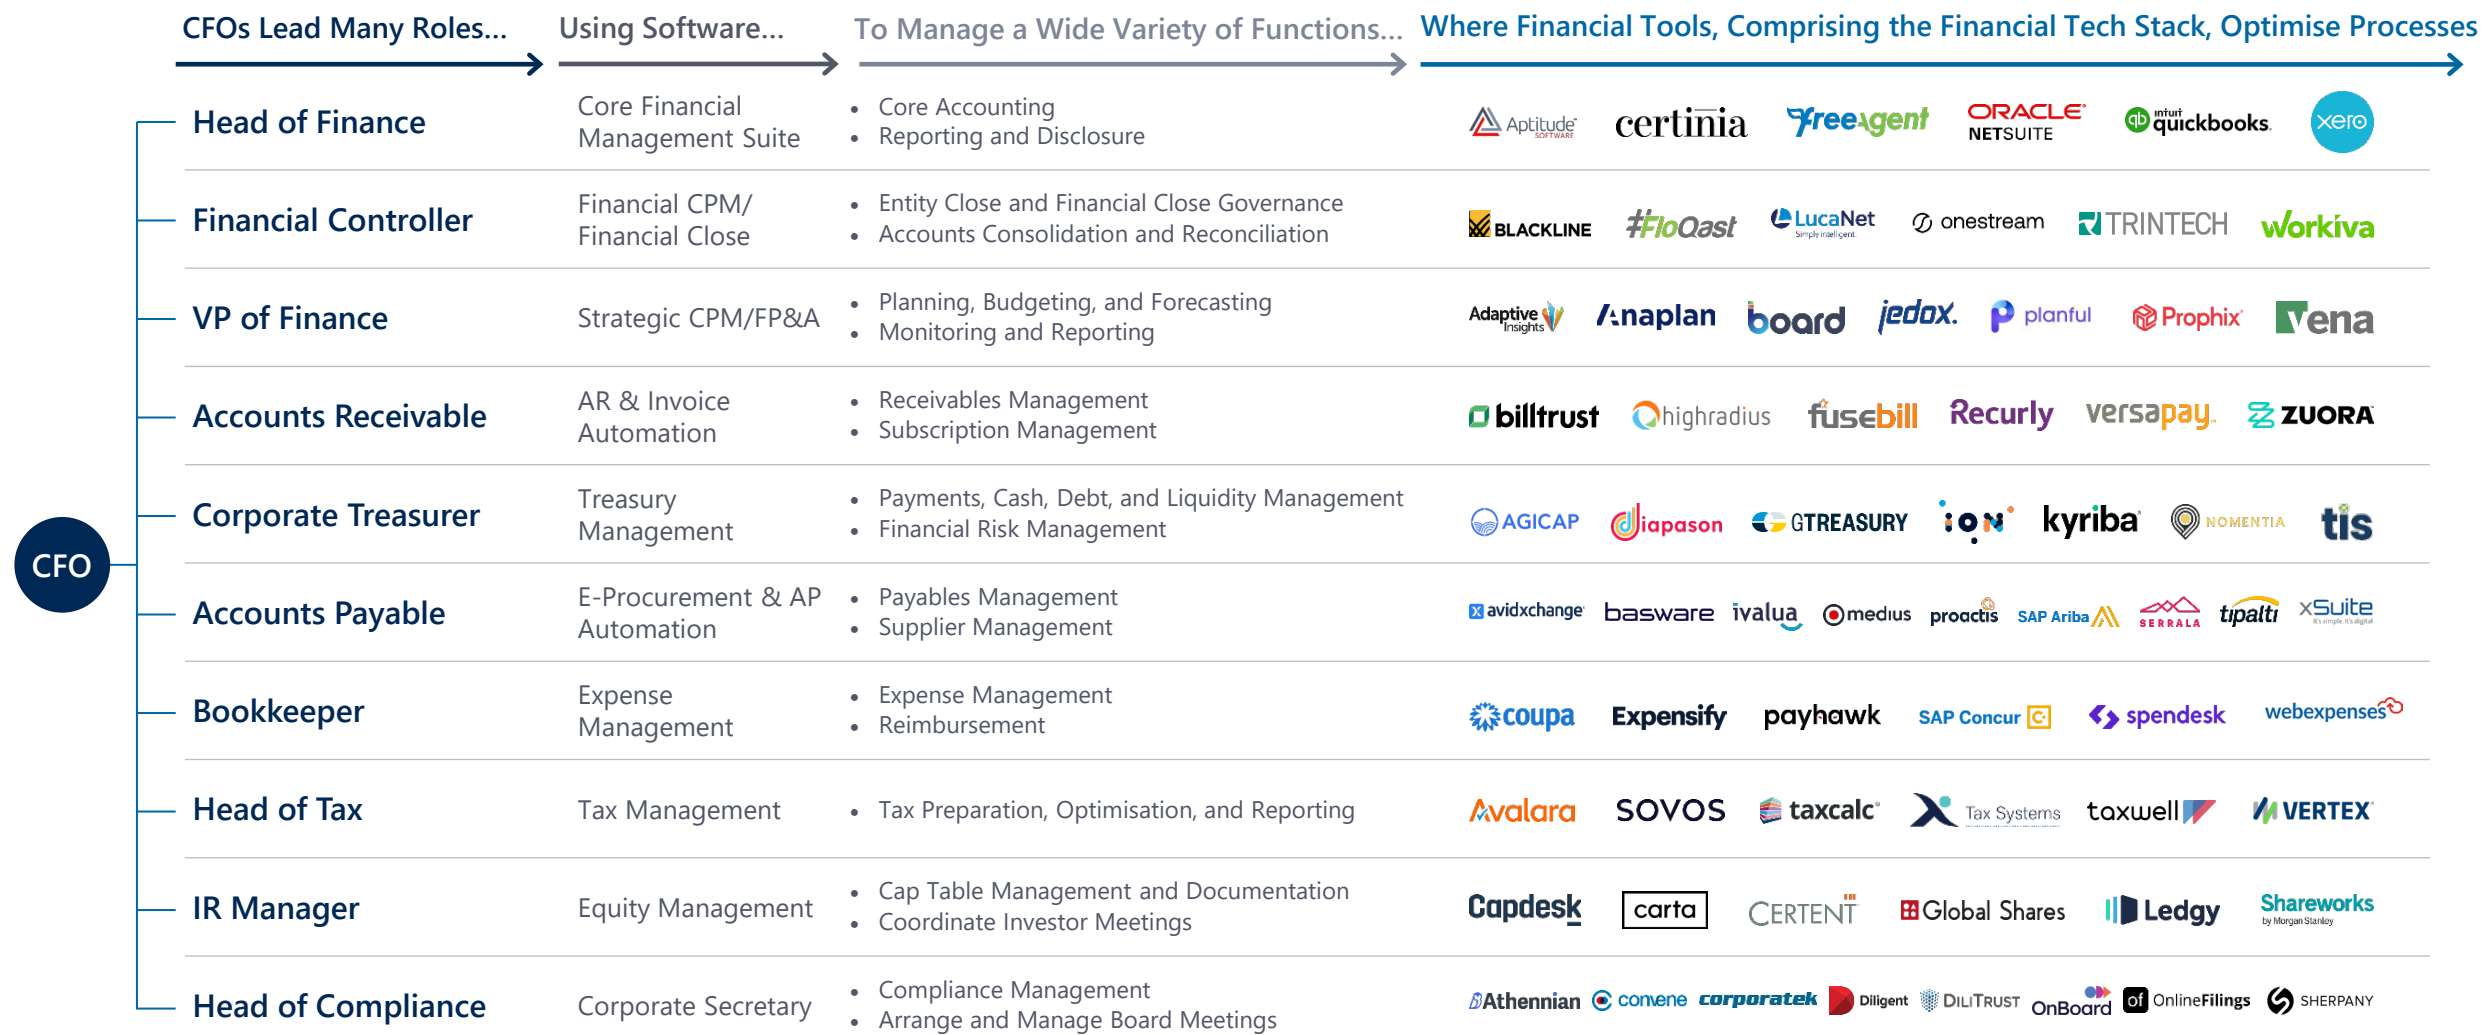 CFOs Lead Many Roles...
Using Software...
To Manage a Wide Variety of Functions...
Where Financial Tools, Comprising the Financial Tech Stack, Optimise Processes
CFO
Head of Finance
Core Financial
Management Suite
• Core Accounting
• Reporting and Disclosure
Aptitude SOFTWARE
certinia
freeagent
ORACLE NETSUITE
qb intuit quickbooks.
xero
Financial Controller
Financial CPM/
Financial Close
• Entity Close and Financial Close Governance
• Accounts Consolidation and Reconciliation
BLACKLINE
#FloQast
LucaNet
Simply intelligent.
onestream
TRINTECH
workiva
VP of Finance
Strategic CPM/FP&A
• Planning, Budgeting, and Forecasting
• Monitoring and Reporting
Adaptive Insights
Anaplan
board
jedox.
planful
Prophix
vena
Accounts Receivable
AR & Invoice
Automation
• Receivables Management
• Subscription Management
billtrust
highradius
fusebill
Recurly
versapay
ZUORA
Corporate Treasurer
Treasury
Management
• Payments, Cash, Debt, and Liquidity Management
• Financial Risk Management
AGICAP
diapason
GTREASURY
ION
kyriba
NOMENTIA
tis
Accounts Payable
E-Procurement & AP
Automation
• Payables Management
• Supplier Management
avidxchange
basware
ivalua
medius
proactis
SAP Ariba
SERRALA
tipalti
xSuite
It's simple. It's digital
Bookkeeper
Expense
Management
• Expense Management
• Reimbursement
coupa
Expensify
payhawk
SAP Concur C
spendesk
webexpenses
Head of Tax
Tax Management
• Tax Preparation, Optimisation, and Reporting
Avalara
SOVOS
taxcalc
Tax Systems
taxwell
VERTEX
IR Manager
Equity Management
• Cap Table Management and Documentation
• Coordinate Investor Meetings
Capdesk
carta
CERTENT
Global Shares
Ledgy
Shareworks
by Morgan Stanley
Head of Compliance
Corporate Secretary
• Compliance Management
• Arrange and Manage Board Meetings
Athennian
convene
corporatek
Diligent
DILITRUST
OnBoard
of OnlineFilings
SHERPANY